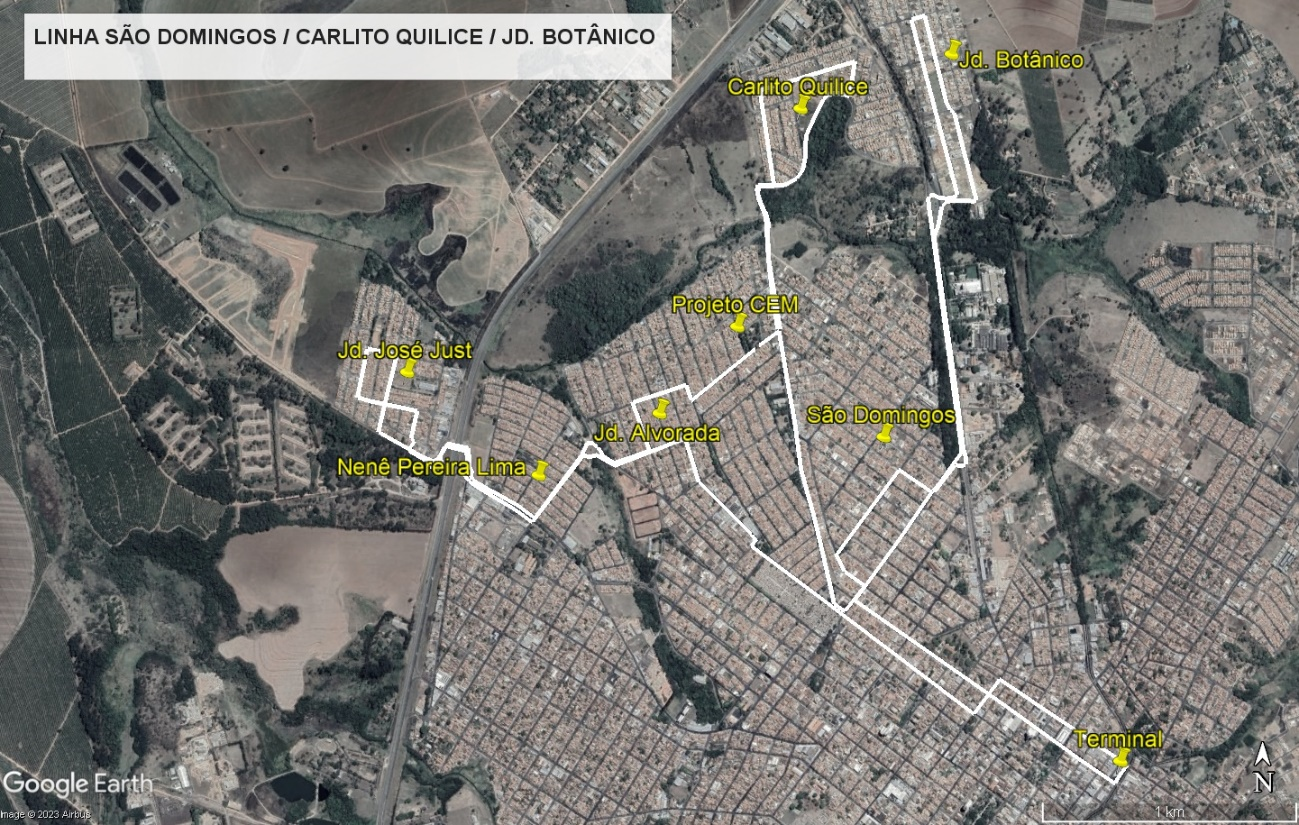 LINHA SÃO DOMINGOS / CARLITO QUILICE / JD. BOTÂNICO
Jd. Botânico
Carlito Quilice
Projeto CEM
Jd. José Just
São Domingos
Jd. Alvorada
Nenê Pereira Lima
Terminal
N
Google Earth
1 km
Image © 2023 Airbus